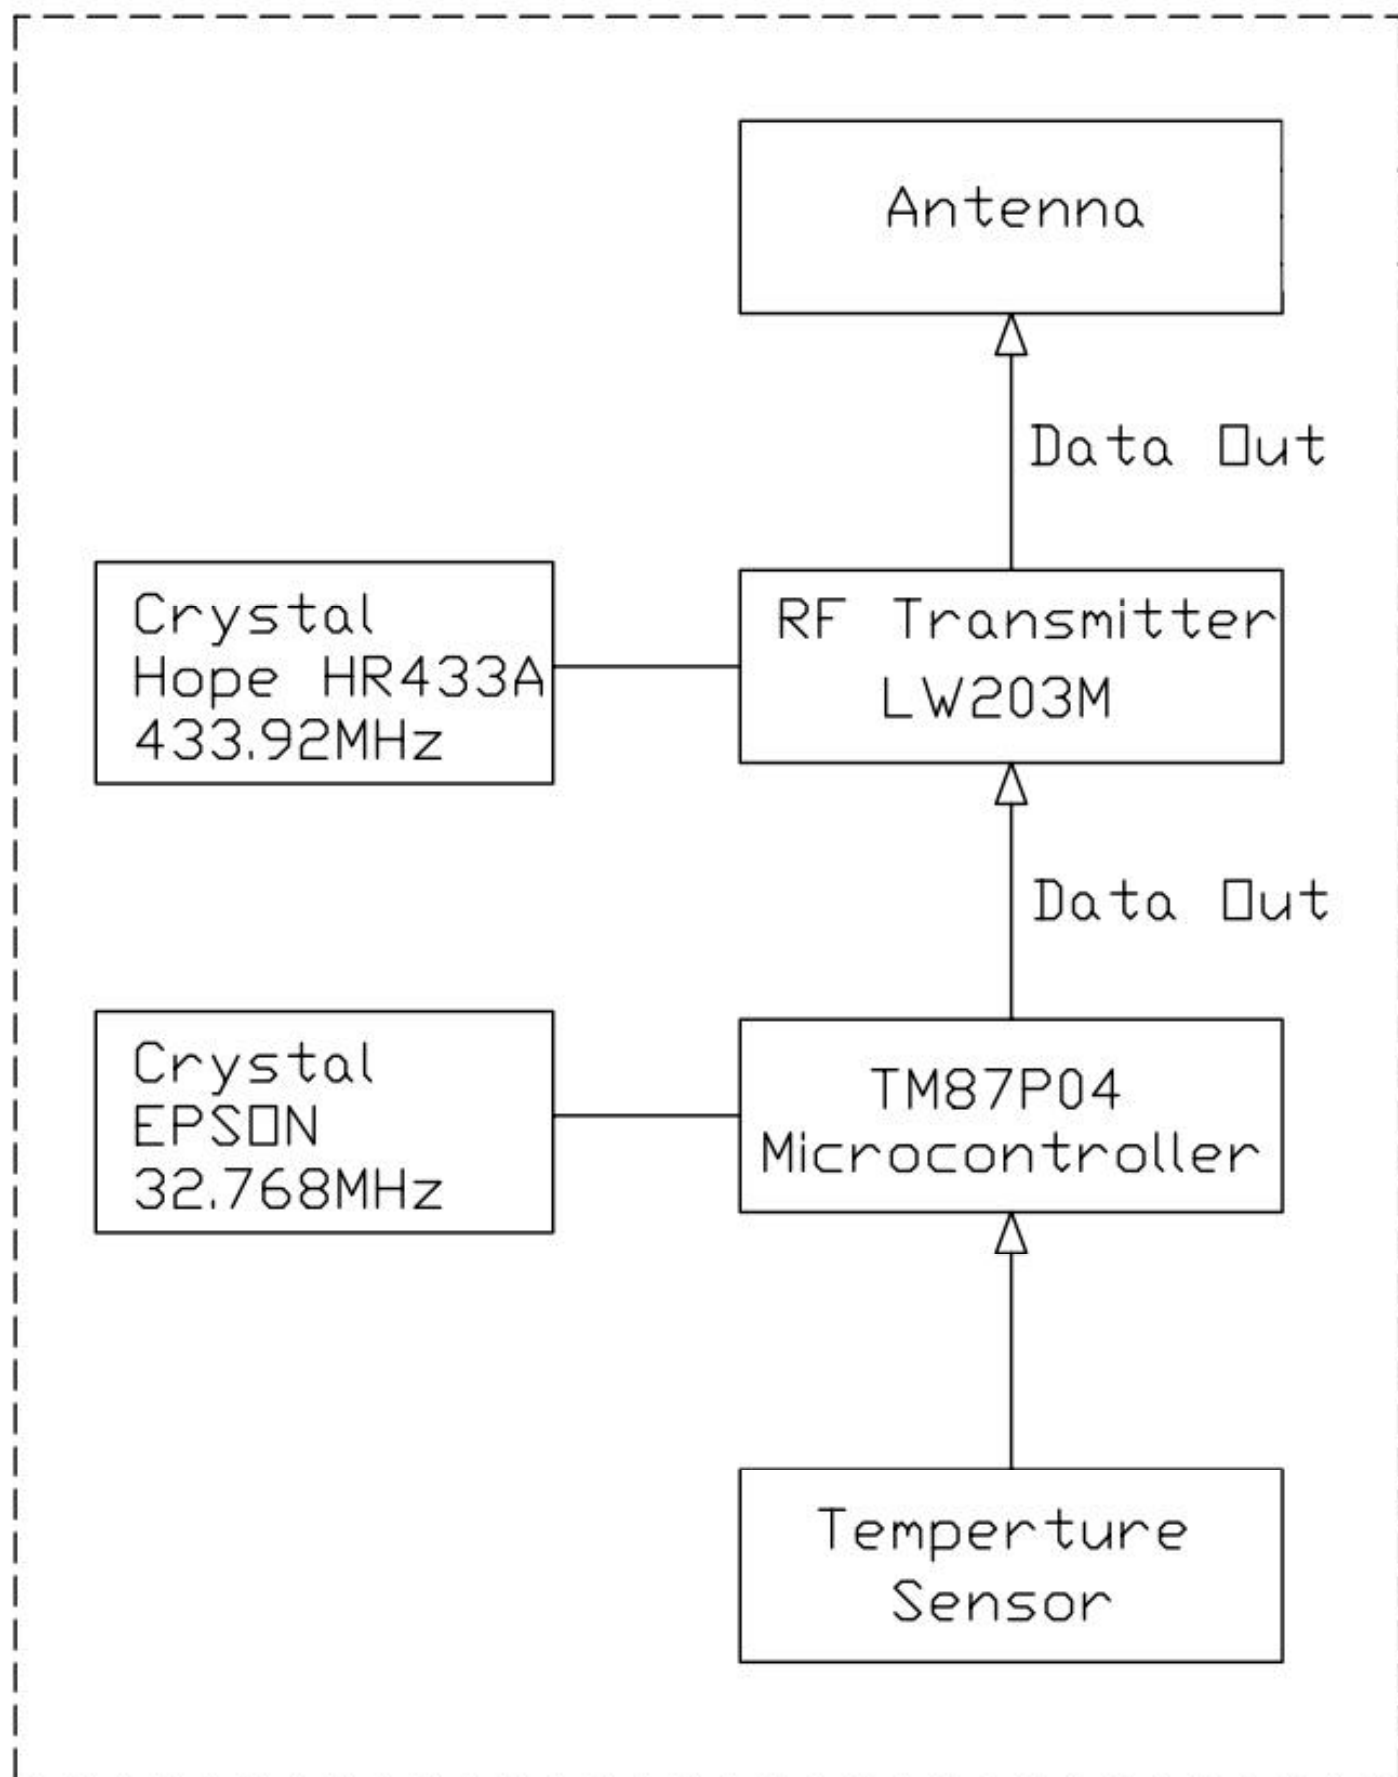 Antenna
Data Out
Crystal
Hope HR433A
433.92MHz
RF Transmitter
LW203M
Data Out
Crystal
EPSON
32.768MHz
TM87P04
Microcontroller
Temperture
Sensor